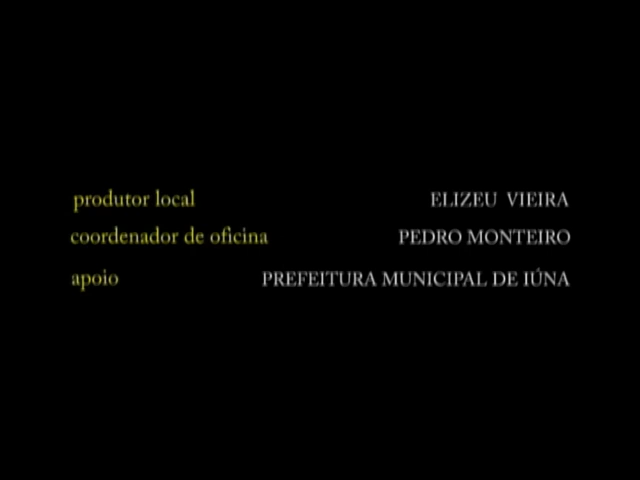 produtor local ELIZEU VIEIRA
coordenador de oficina PEDRO MONTEIRO
apoio PREFEITURA MUNICIPAL DE IÚNA